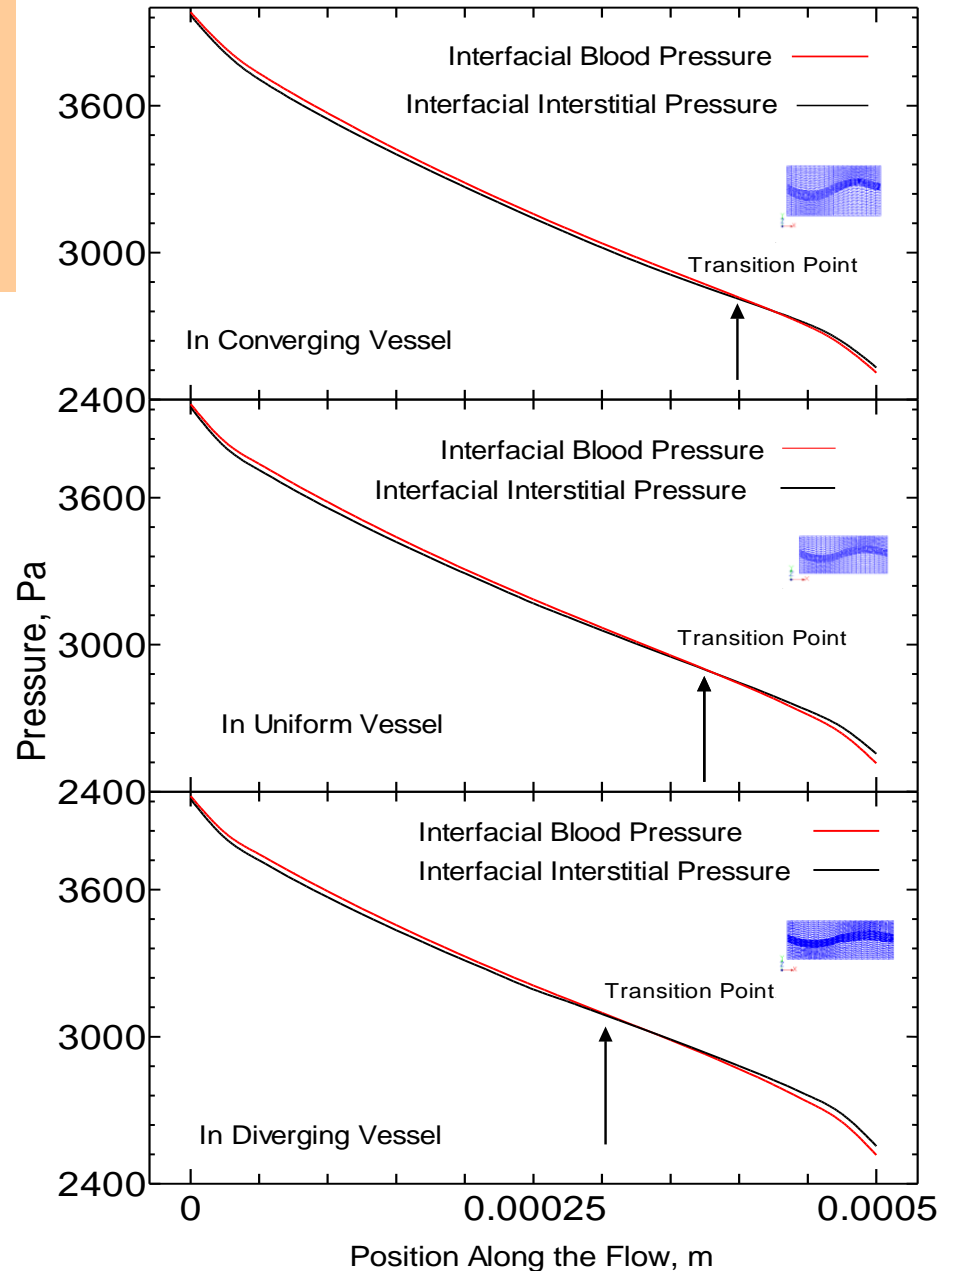 Interfacial Blood Pressure
3600
Interfacial Interstitial Pressure
3000
Transition Point
In Converging Vessel
2400
Interfacial Blood Pressure
Interfacial Interstitial Pressure
3600
3000
Transition Point
In Uniform Vessel
Pressure, Pa
2400
Interfacial Blood Pressure
Interfacial Interstitial Pressure
3600
Transition Point
3000
In Diverging Vessel
2400
0 0.00025 0.0005
Position Along the Flow, m